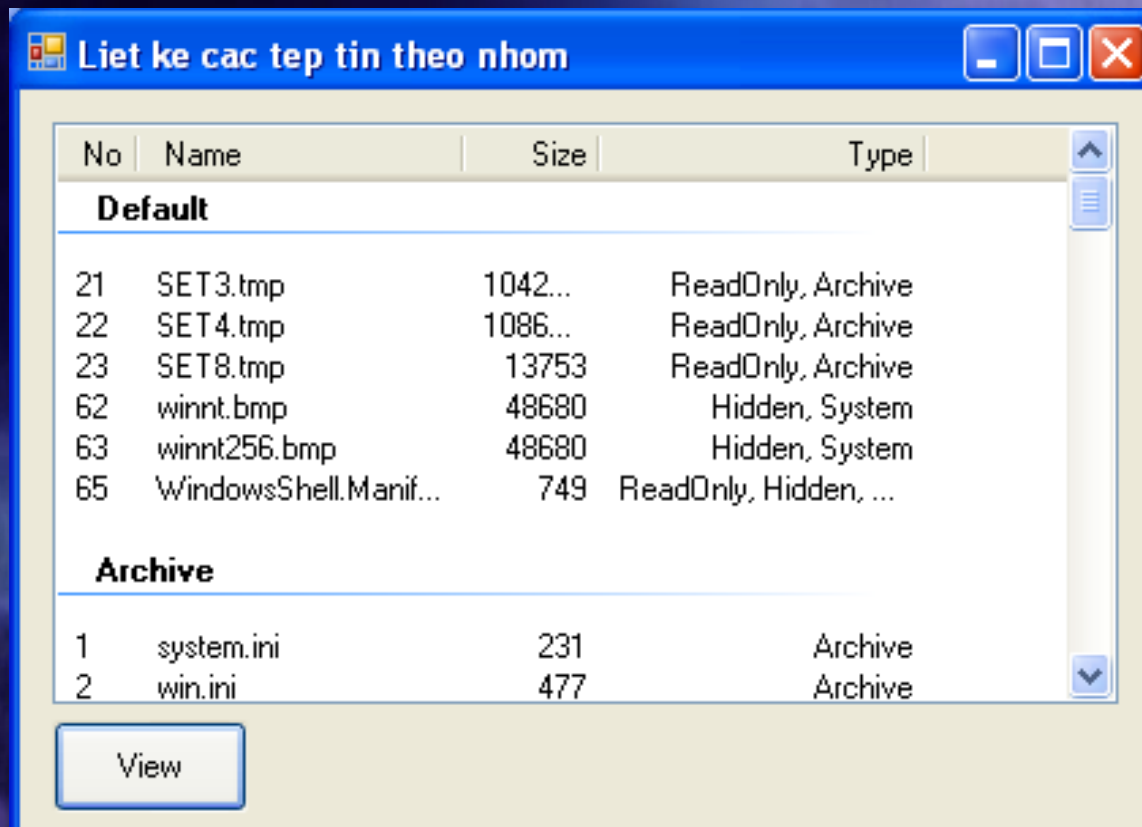 Liet ke cac tep tin theo nhom
No Name Size Type
Default
21 SET3.tmp 1042... ReadOnly, Archive
22 SET4.tmp 1086... ReadOnly, Archive
23 SET8.tmp 13753 ReadOnly, Archive
62 winnt.bmp 48680 Hidden, System
63 winnt256.bmp 48680 Hidden, System
65 WindowsShell.Manif... 749 ReadOnly, Hidden, ...
Archive
1 system.ini 231 Archive
2 win.ini 477 Archive
View